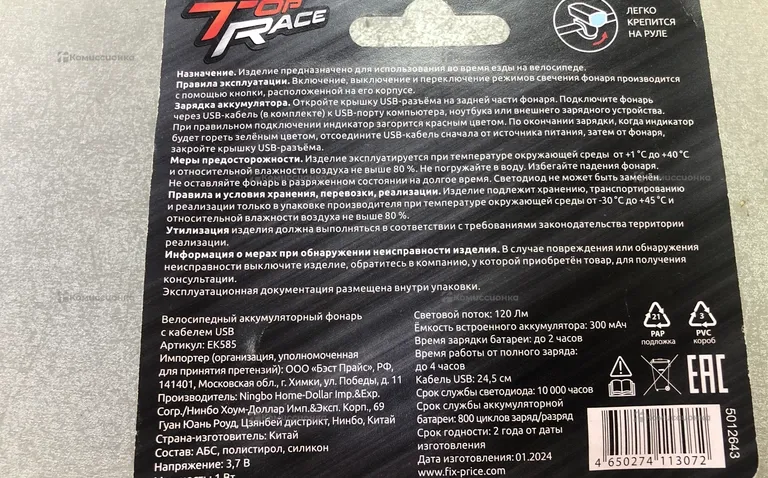 TOP
RACE
ЛЕГКО
КРЕПИТСЯ
НА РУЛЕ
Назначение. Изделие предназначено для использования во время езды на велосипеде.
Правила эксплуатации. Включение, выключение и переключение режимов свечения фонаря производится
с помощью кнопки, расположенной на его корпусе.
Зарядка аккумулятора. Откройте крышку USB-разъёма на задней части фонаря. Подключите фонарь
через USB-кабель (в комплекте) к USB-порту компьютера, ноутбука или внешнего зарядного устройства.
При правильном подключении индикатор загорится красным цветом. По окончании зарядки, когда индикатор
будет гореть зелёным цветом, отсоедините USB-кабель сначала от источника питания, затем от фонаря,
закройте крышку USB-разъёма.
Меры предосторожности. Изделие эксплуатируется при температуре окружающей среды от +1 °С до +40 °С
и относительной влажности воздуха не выше 80 %. Не погружайте в воду. Избегайте падения фонаря.
Не оставляйте фонарь в разряженном состоянии на долгое время. Светодиод не может быть заменён.
Правила и условия хранения, перевозки, реализации. Изделие подлежит хранению, транспортированию
и реализации только в упаковке производителя при температуре окружающей среды от -30 °С до +45 °С и
относительной влажности воздуха не выше 80 %.
Утилизация изделия должна выполняться в соответствии с требованиями законодательства территории
реализации.
Информация о мерах при обнаружении неисправности изделия. В случае повреждения или обнаружения
неисправности выключите изделие, обратитесь в компанию, у которой приобретён товар, для получения
консультации.
Эксплуатационная документация размещена внутри упаковки.
Велосипедный аккумуляторный фонарь
с кабелем USB
Артикул: EK585
Импортер (организация, уполномоченная
для принятия претензий): ООО «Бэст Прайс», РФ,
141401, Московская обл., г. Химки, ул. Победы, д. 11
Производитель: Ningbo Home-Dollar Imp.&Exp.
Corp./Нинбо Хоум-Доллар Имп.&Эксп. Корп., 69
Гуан Юань Роуд, Цзянбей дистрикт, Нинбо, Китай
Страна-изготовитель: Китай
Состав: АБС, полистирол, силикон
Напряжение: 3,7 В
Мощность: 1 Вт
Световой поток: 120 Лм
Ёмкость встроенного аккумулятора: 300 мАч
Время зарядки батареи: до 2 часов
Время работы от полного заряда:
до 4 часов
Кабель USB: 24,5 см
Срок службы светодиода: 10 000 часов
Срок службы аккумуляторной
батареи: 800 циклов заряд/разряд
Срок годности: 2 года от даты
изготовления
Дата изготовления: 01.2024
www.fix-price.com
21
PAP
подложка
3
PVC
короб
EAC
5012643
4 650274 113072
Комиссионка
Комиссионка
Комиссионка
Комиссионка
Комиссионка
Комиссионка